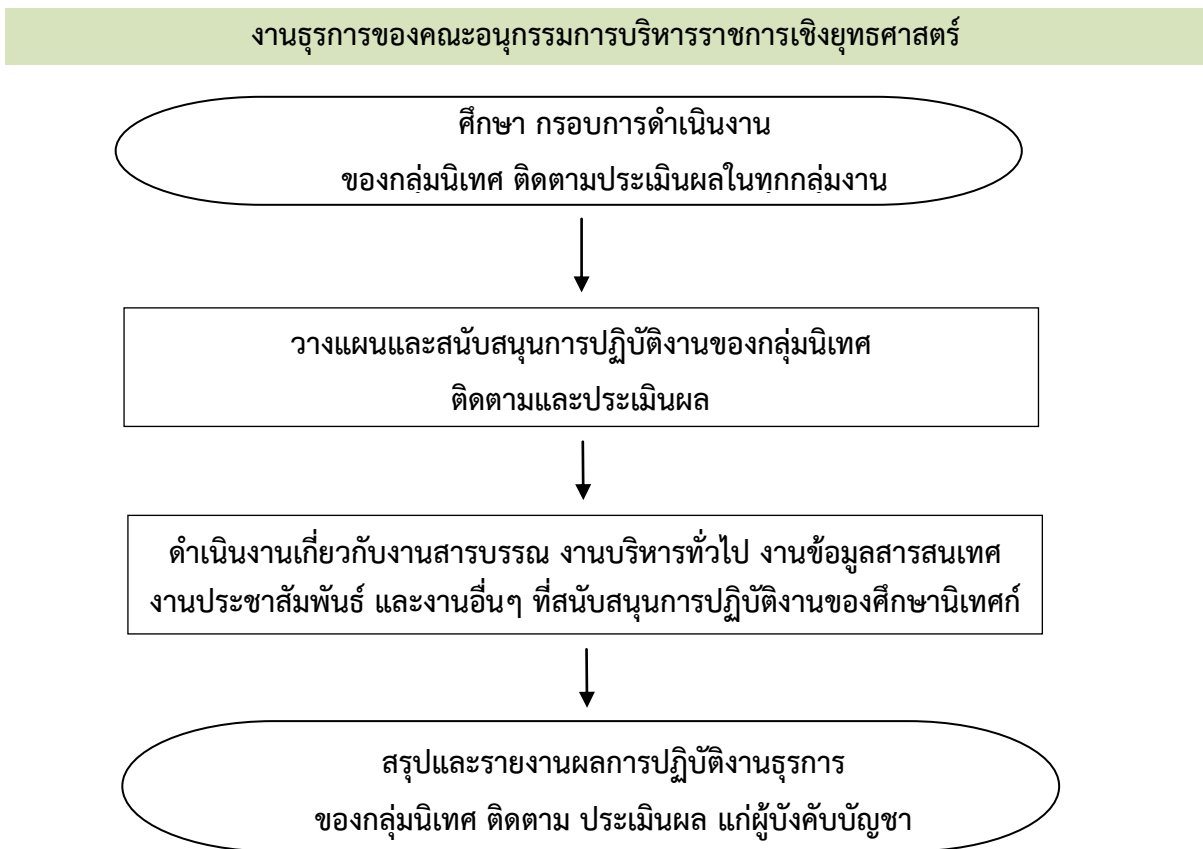 งานธุรการของคณะอนุกรรมการบริหารราชการเชิงยุทธศาสตร์
ศึกษา กรอบการดำเนินงาน
ของกลุ่มนิเทศ ติดตามประเมินผลในทุกกลุ่มงาน
วางแผนและสนับสนุนการปฏิบัติงานของกลุ่มนิเทศ
ติดตามและประเมินผล
ดำเนินงานเกี่ยวกับงานสารบรรณ งานบริหารทั่วไป งานข้อมูลสารสนเทศ
งานประชาสัมพันธ์ และงานอื่นๆ ที่สนับสนุนการปฏิบัติงานของศึกษานิเทศก์
สรุปและรายงานผลการปฏิบัติงานธุรการ
ของกลุ่มนิเทศ ติดตาม ประเมินผล แก่ผู้บังคับบัญชา